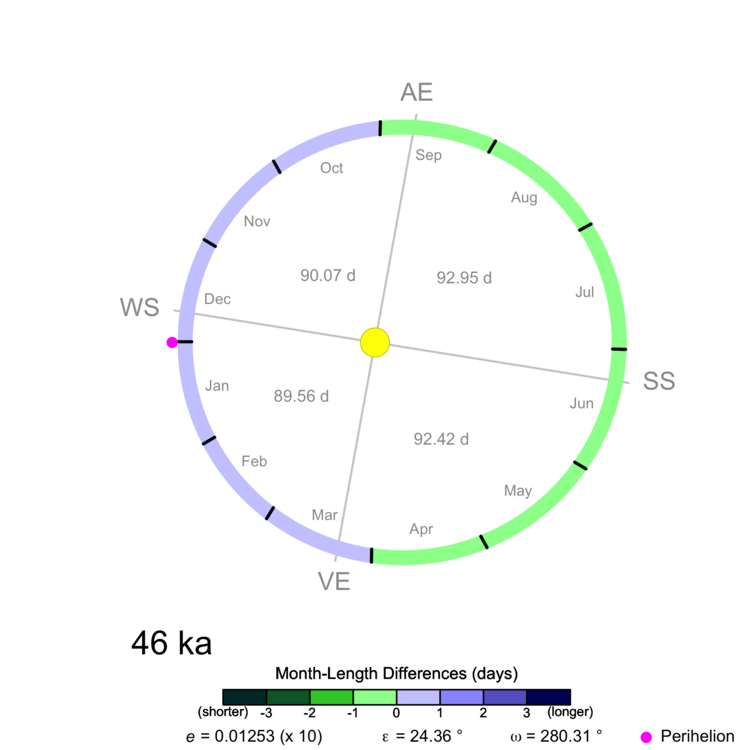 AE
Sep
Oct
Aug
Nov
90.07 d
92.95 d
Jul
Dec
WS
SS
Jan
89.56 d
Jun
92.42 d
Feb
May
Mar
Apr
VE
46 ka
Month-Length Differences (days)
(shorter) -3 -2 -1 0 1 2 3 (longer)
e = 0.01253 (x 10) ε = 24.36 ° ω = 280.31 ° Perihelion